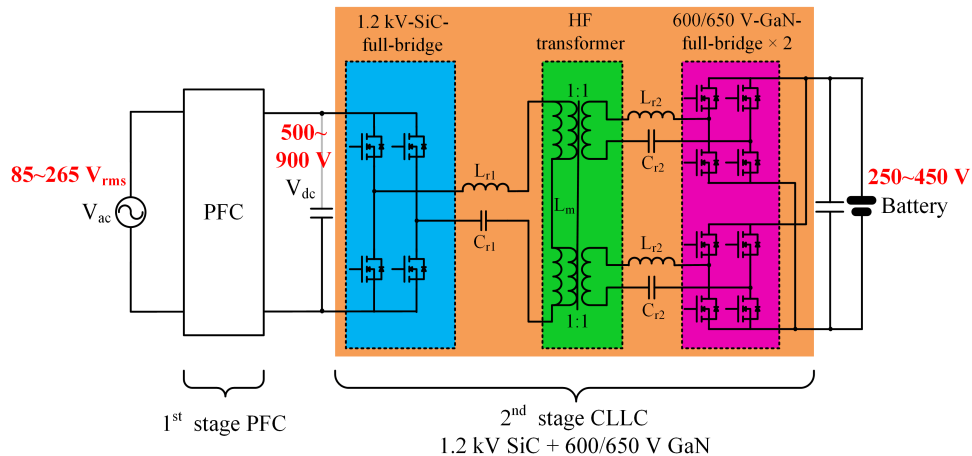 1.2 kV-SiC-
full-bridge
HF
transformer
600/650 V-GaN-
full-bridge × 2
1:1
Lr2
Cr2
500~
900 V
Vdc
85~265 Vrms
Vac
PFC
Lr1
Cr1
Lm
250~450 V
Battery
Lr2
Cr2
1:1
1st stage PFC
2nd stage CLLC
1.2 kV SiC + 600/650 V GaN